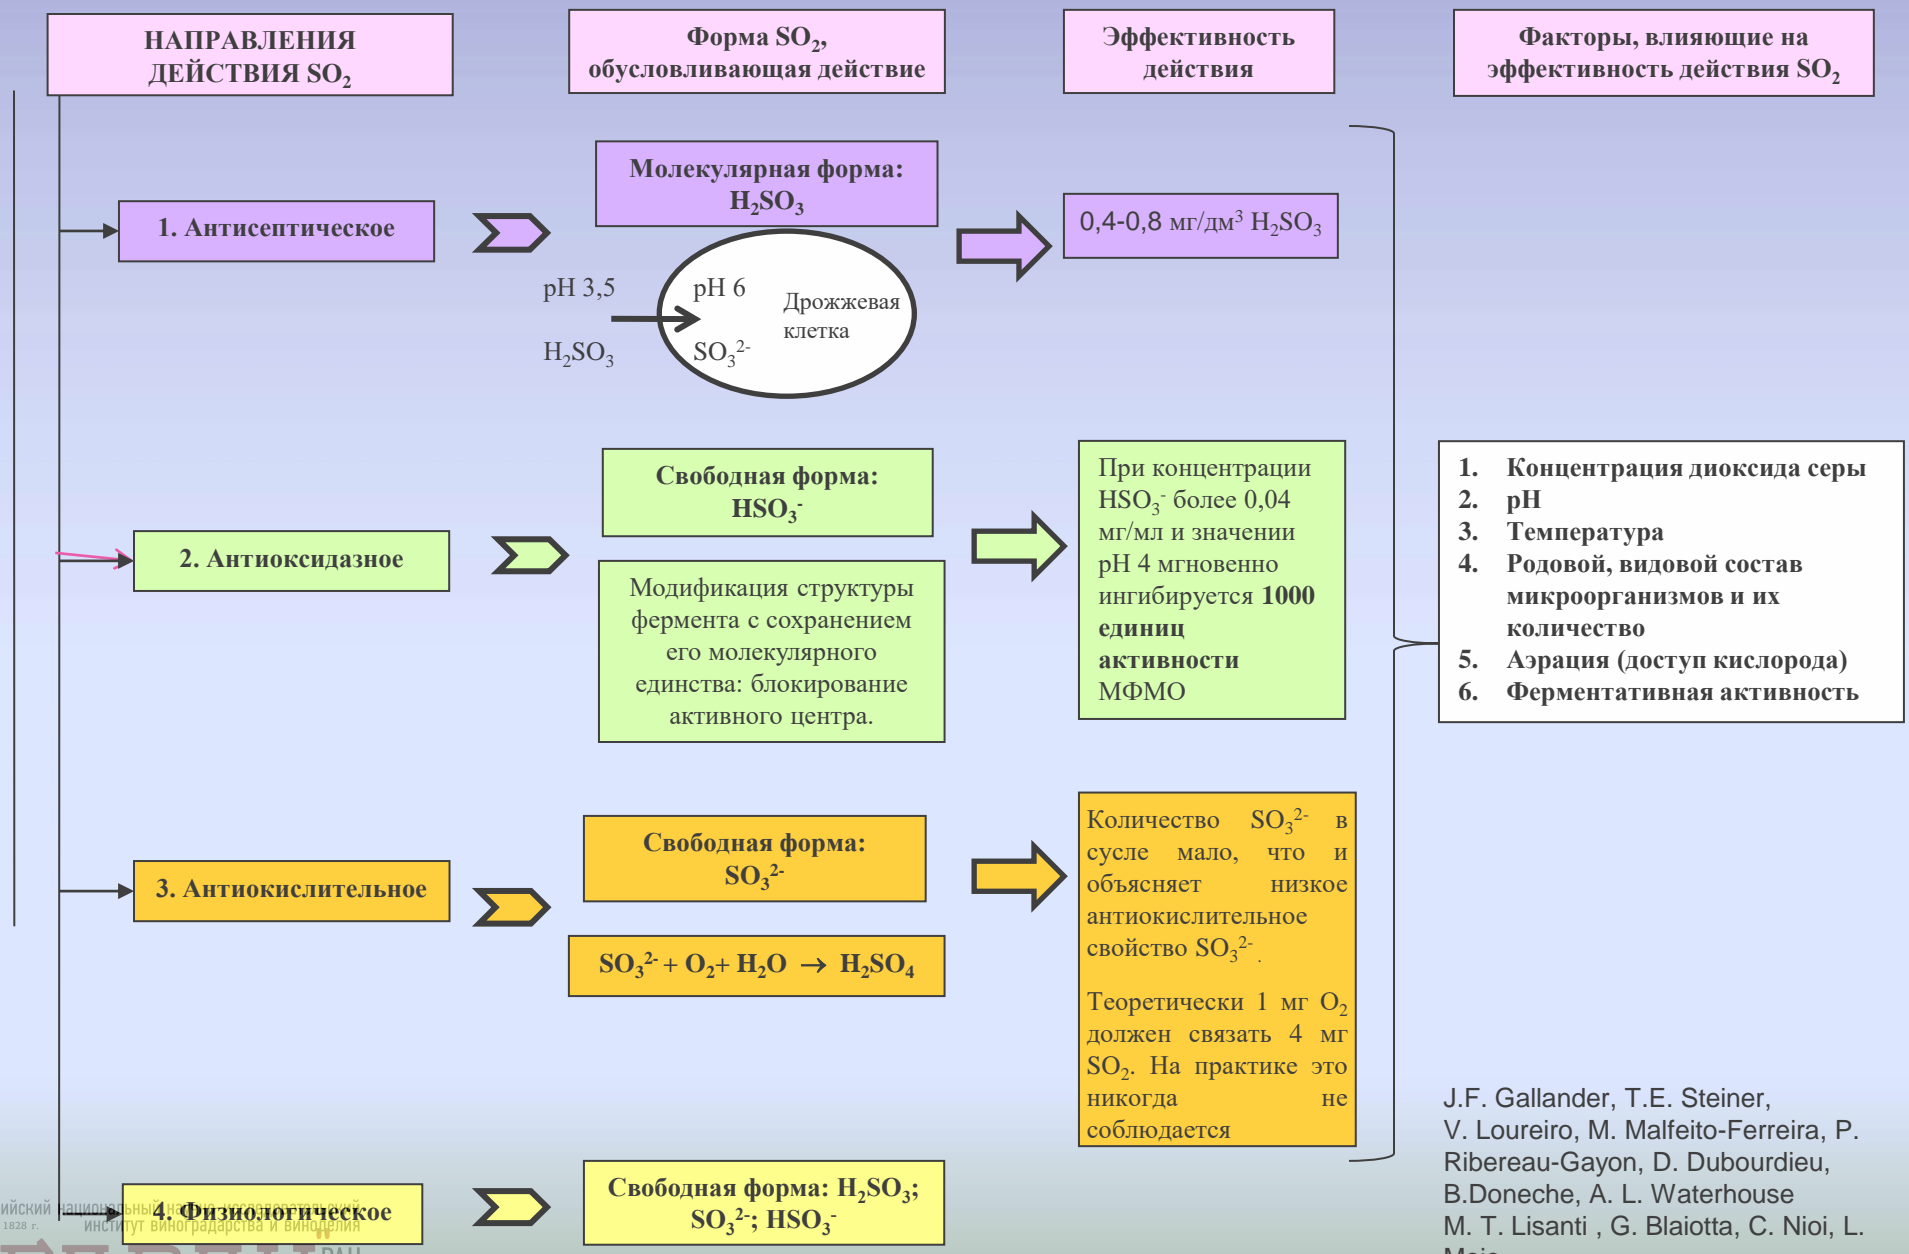 НАПРАВЛЕНИЯ
ДЕЙСТВИЯ SO₂
Форма SO₂,
обусловливающая действие
Эффективность
действия
Факторы, влияющие на
эффективность действия SO₂
1. Антисептическое
Молекулярная форма:
H₂SO₃
pH 3,5
pH 6
Дрожжевая
клетка
H₂SO₃
SO₃²⁻
0,4-0,8 мг/дм³ H₂SO₃
2. Антиоксидазное
Свободная форма:
HSO₃⁻
Модификация структуры
фермента с сохранением
его молекулярного
единства: блокирование
активного центра.
При концентрации
HSO₃⁻ более 0,04
мг/мл и значении
pH 4 мгновенно
ингибируется 1000
единиц
активности
МФМО
1. Концентрация диоксида серы
2. pH
3. Температура
4. Родовой, видовой состав
микроорганизмов и их
количество
5. Аэрация (доступ кислорода)
6. Ферментативная активность
3. Антиокислительное
Свободная форма:
SO₃²⁻
SO₃²⁻ + O₂+ H₂O → H₂SO₄
Количество SO₃²⁻ в
сусле мало, что и
объясняет низкое
антиокислительное
свойство SO₃²⁻.
Теоретически 1 мг O₂
должен связать 4 мг
SO₂. На практике это
никогда не
соблюдается
4. Физиологическое
Свободная форма: H₂SO₃;
SO₃²⁻; HSO₃⁻
J.F. Gallander, T.E. Steiner,
V. Loureiro, M. Malfeito-Ferreira, P.
Ribereau-Gayon, D. Dubourdieu,
B.Doneche, A. L. Waterhouse
M. T. Lisanti , G. Blaiotta, C. Nioi, L.
национальный
1828 г.
ИНСТИТУТ ВИНОГРАДАРСТВА И ВИНОДЕЛИЯ